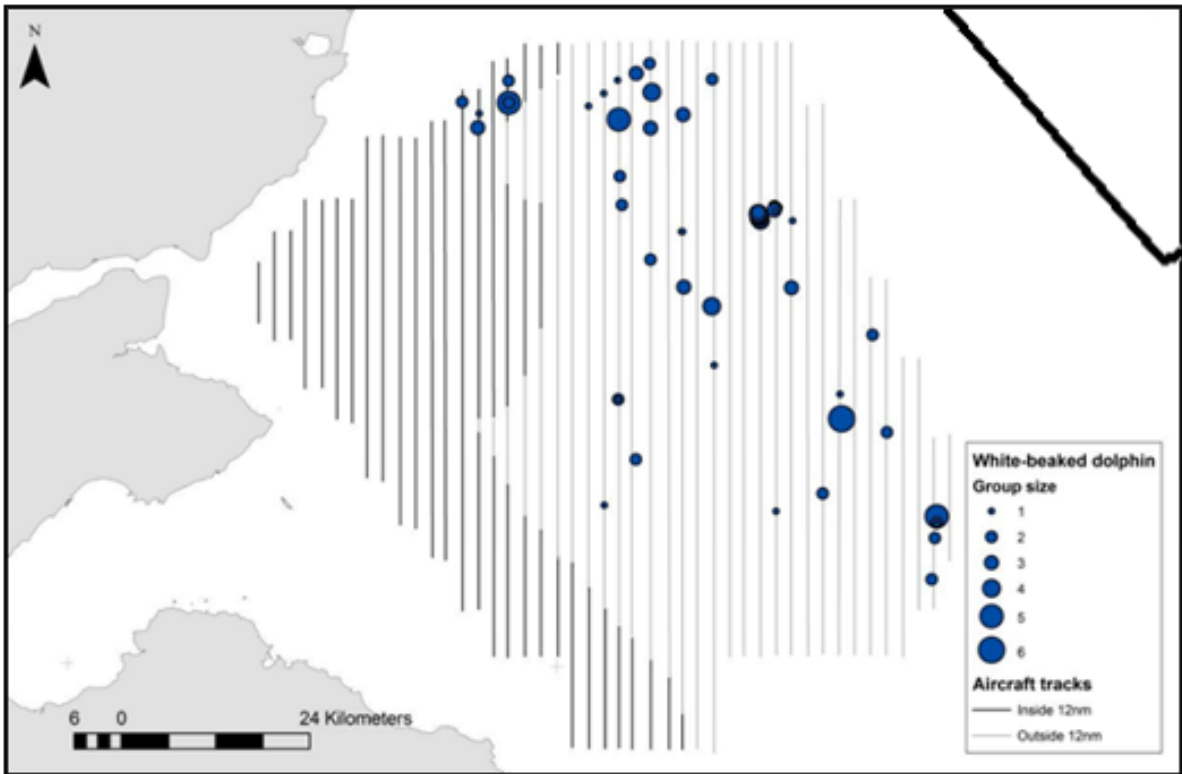 N
White-beaked dolphin
Group size
1
2
3
4
5
6
Aircraft tracks
Inside 12nm
Outside 12nm
6 0 24 Kilometers